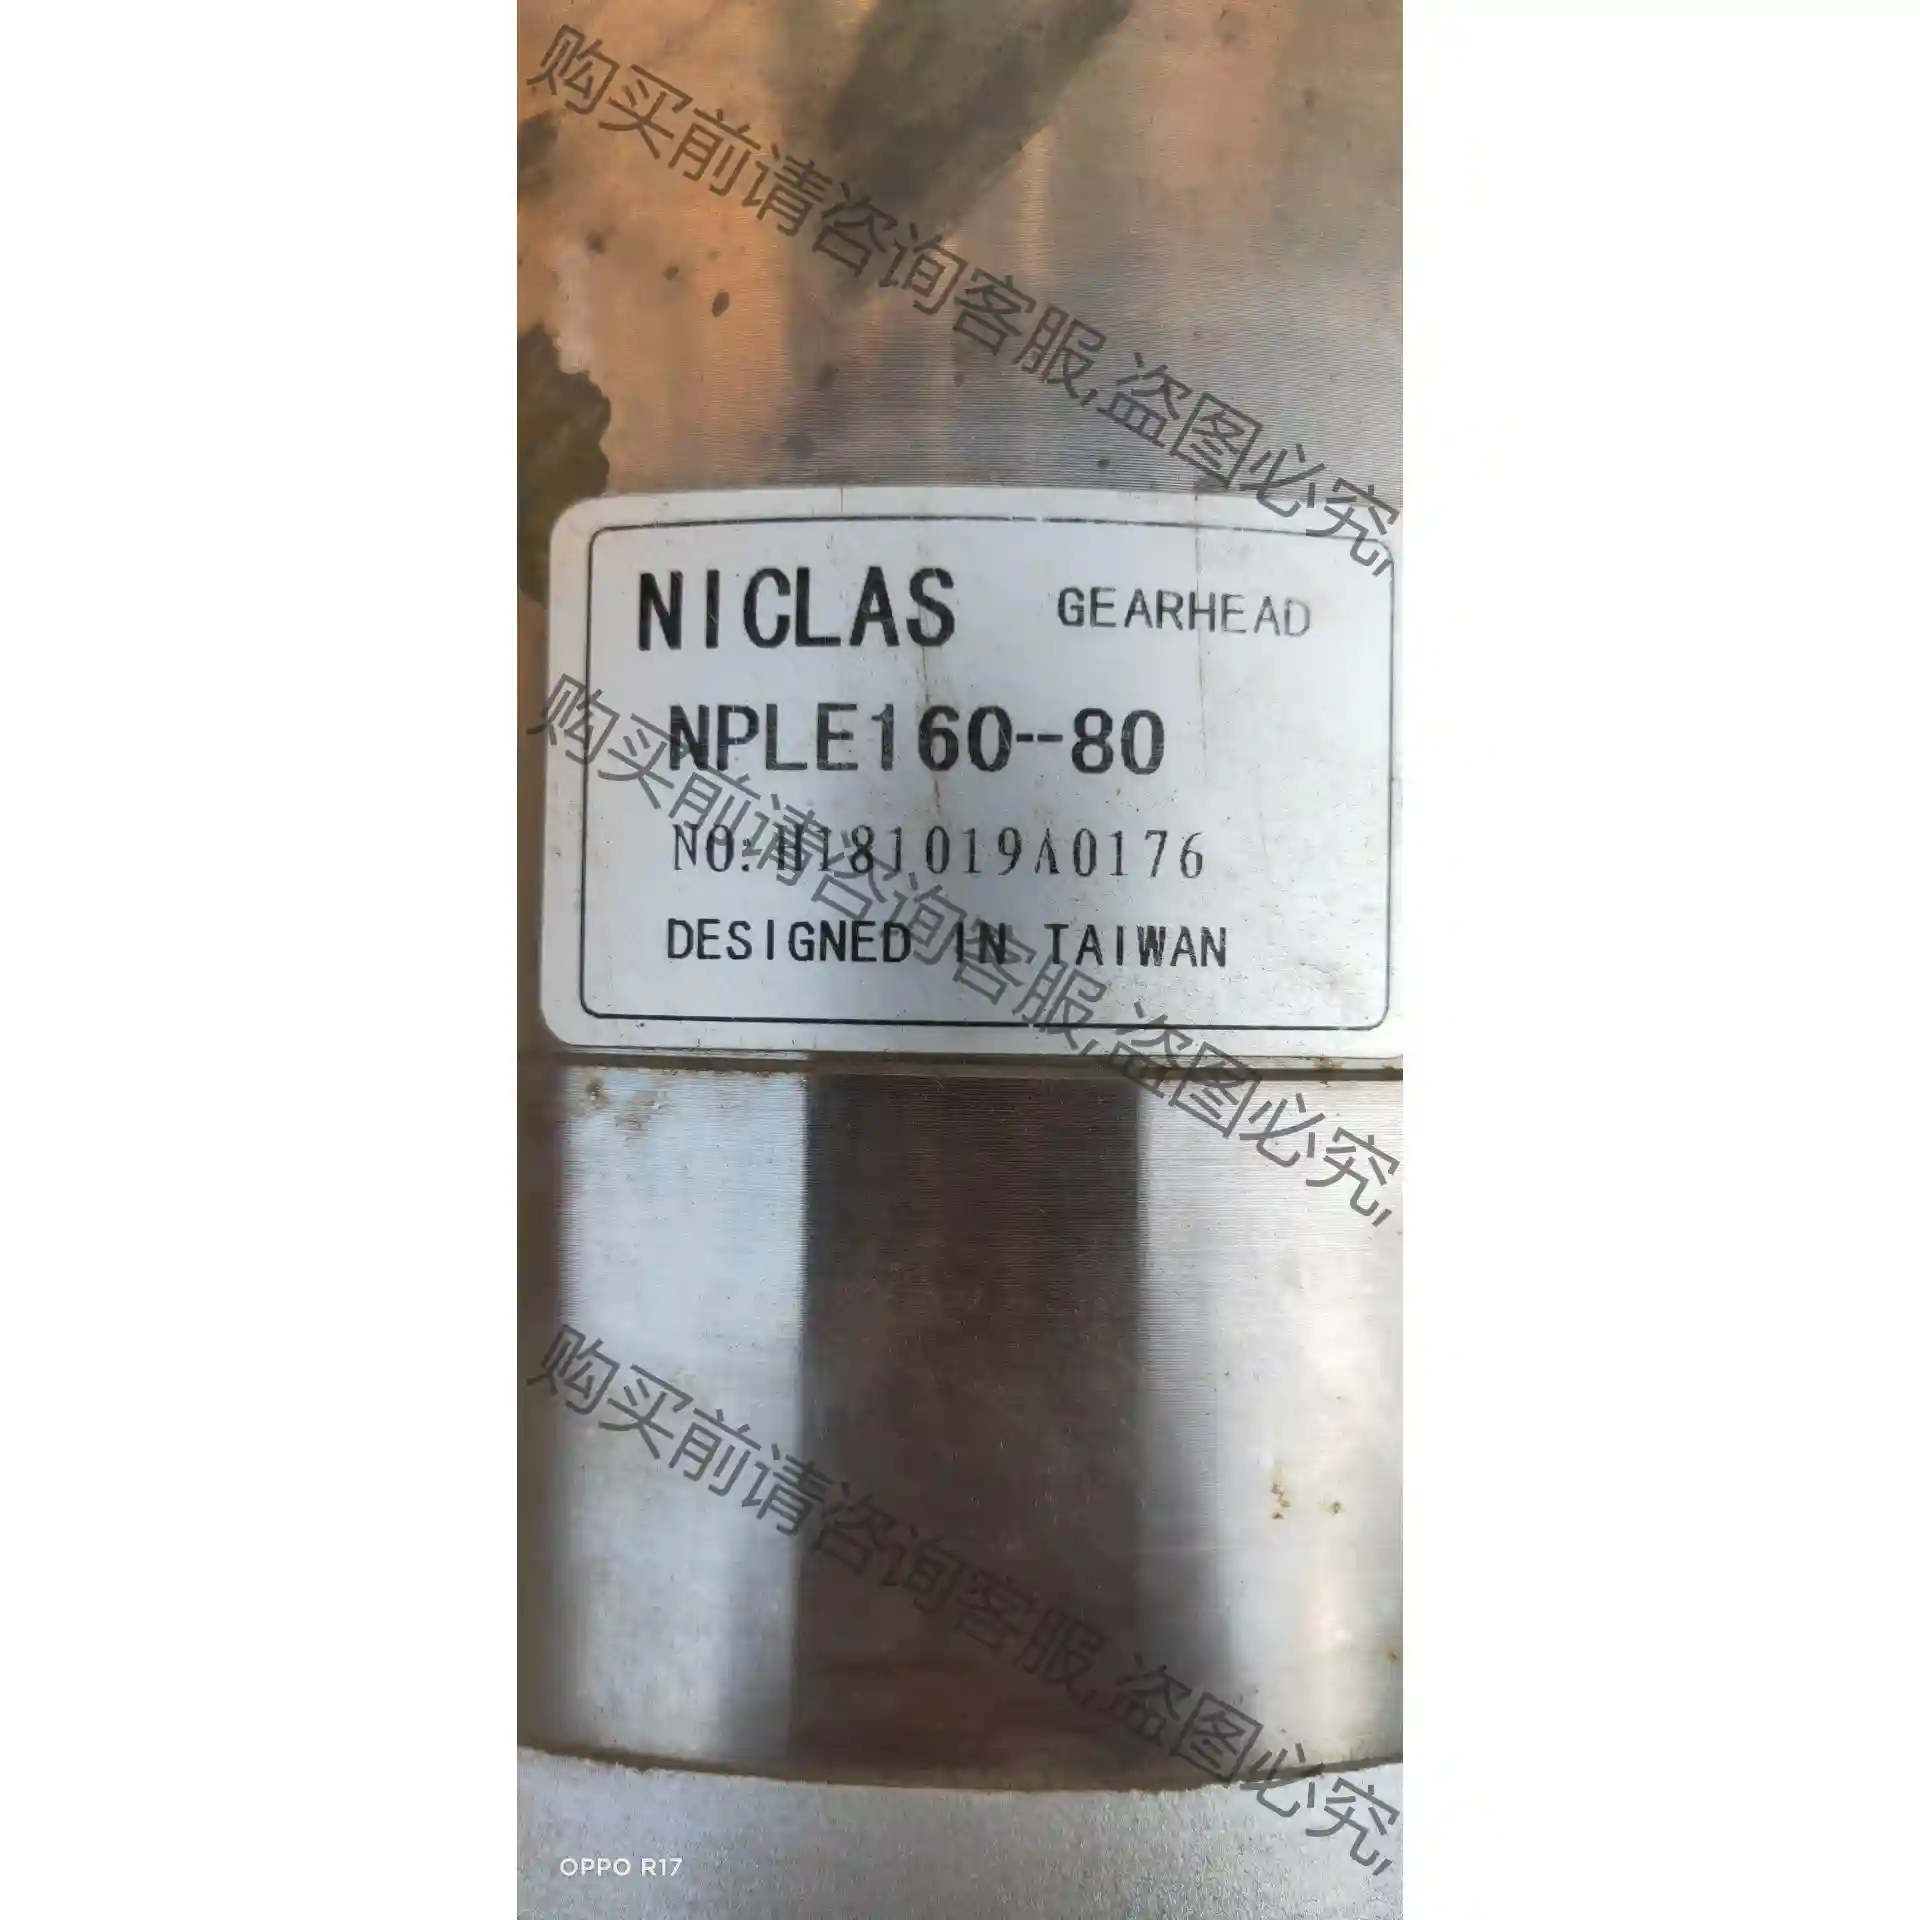 购买前请咨询客服,盗图必究,
NICLAS GEARHEAD
NPLE160--80
购买前请咨询客服,盗图必究,
NO:H181019A0176
DESIGNED IN TAIWAN
购买前请咨询客服,盗图必究,
OPPO R17